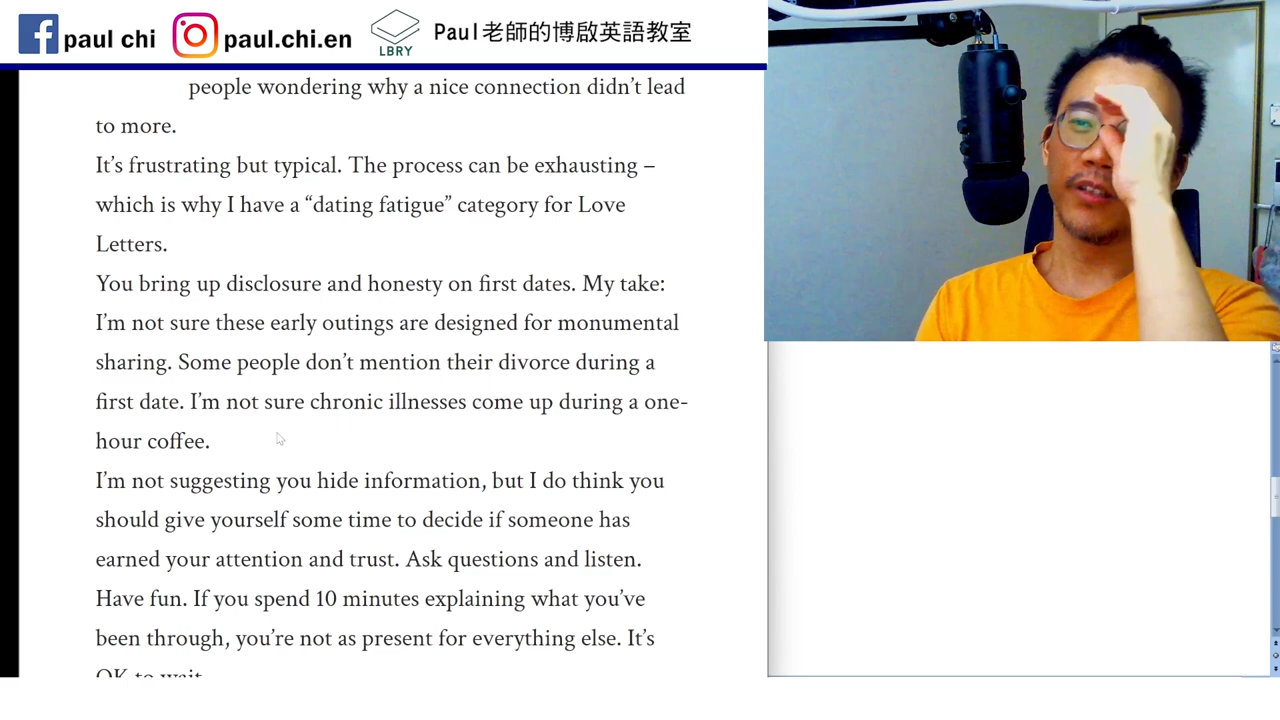 paul chi
paul.chi.en
LBRY
Paul老師的博啟英語教室
people wondering why a nice connection didn’t lead
to more.
It’s frustrating but typical. The process can be exhausting –
which is why I have a “dating fatigue” category for Love
Letters.
You bring up disclosure and honesty on first dates. My take:
I’m not sure these early outings are designed for monumental
sharing. Some people don’t mention their divorce during a
first date. I’m not sure chronic illnesses come up during a one-
hour coffee.
I’m not suggesting you hide information, but I do think you
should give yourself some time to decide if someone has
earned your attention and trust. Ask questions and listen.
Have fun. If you spend 10 minutes explaining what you’ve
been through, you’re not as present for everything else. It’s
OK to wait